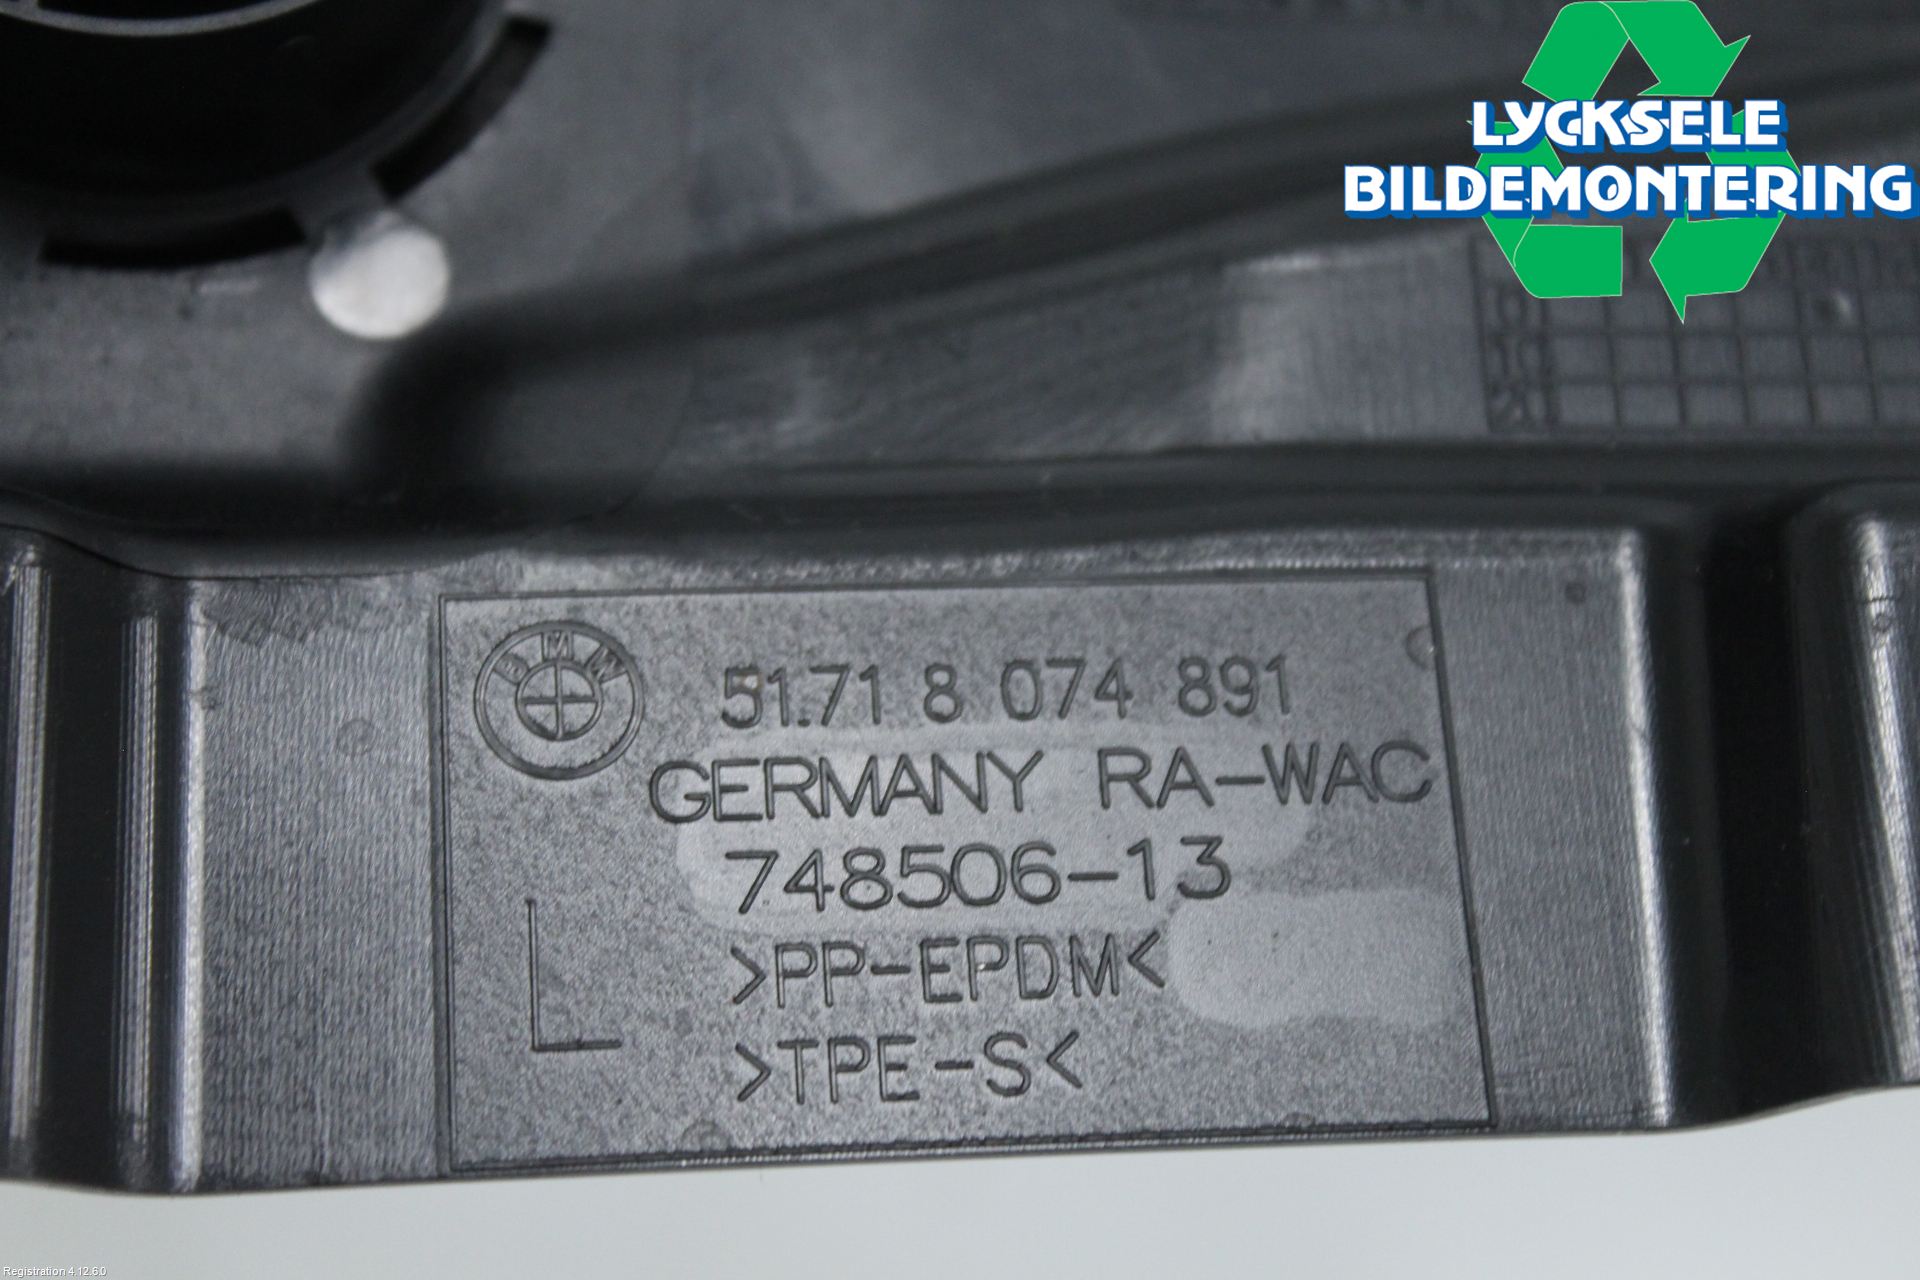 LYCKSELE
BILDEMONTERING
BMW
51.71 8 074 891
GERMANY RA-WAC
748506-13
L
>PP-EPDM<
>TPE-S<
Registration 4.12.6.0